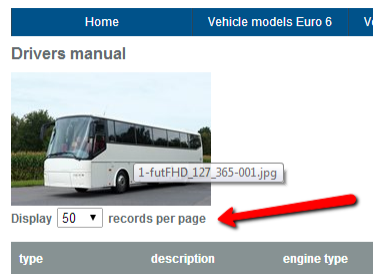 Home Vehicle models Euro 6 Ve
Drivers manual
1-futFHD_127_365-001.jpg
Display 50 records per page
type description engine type